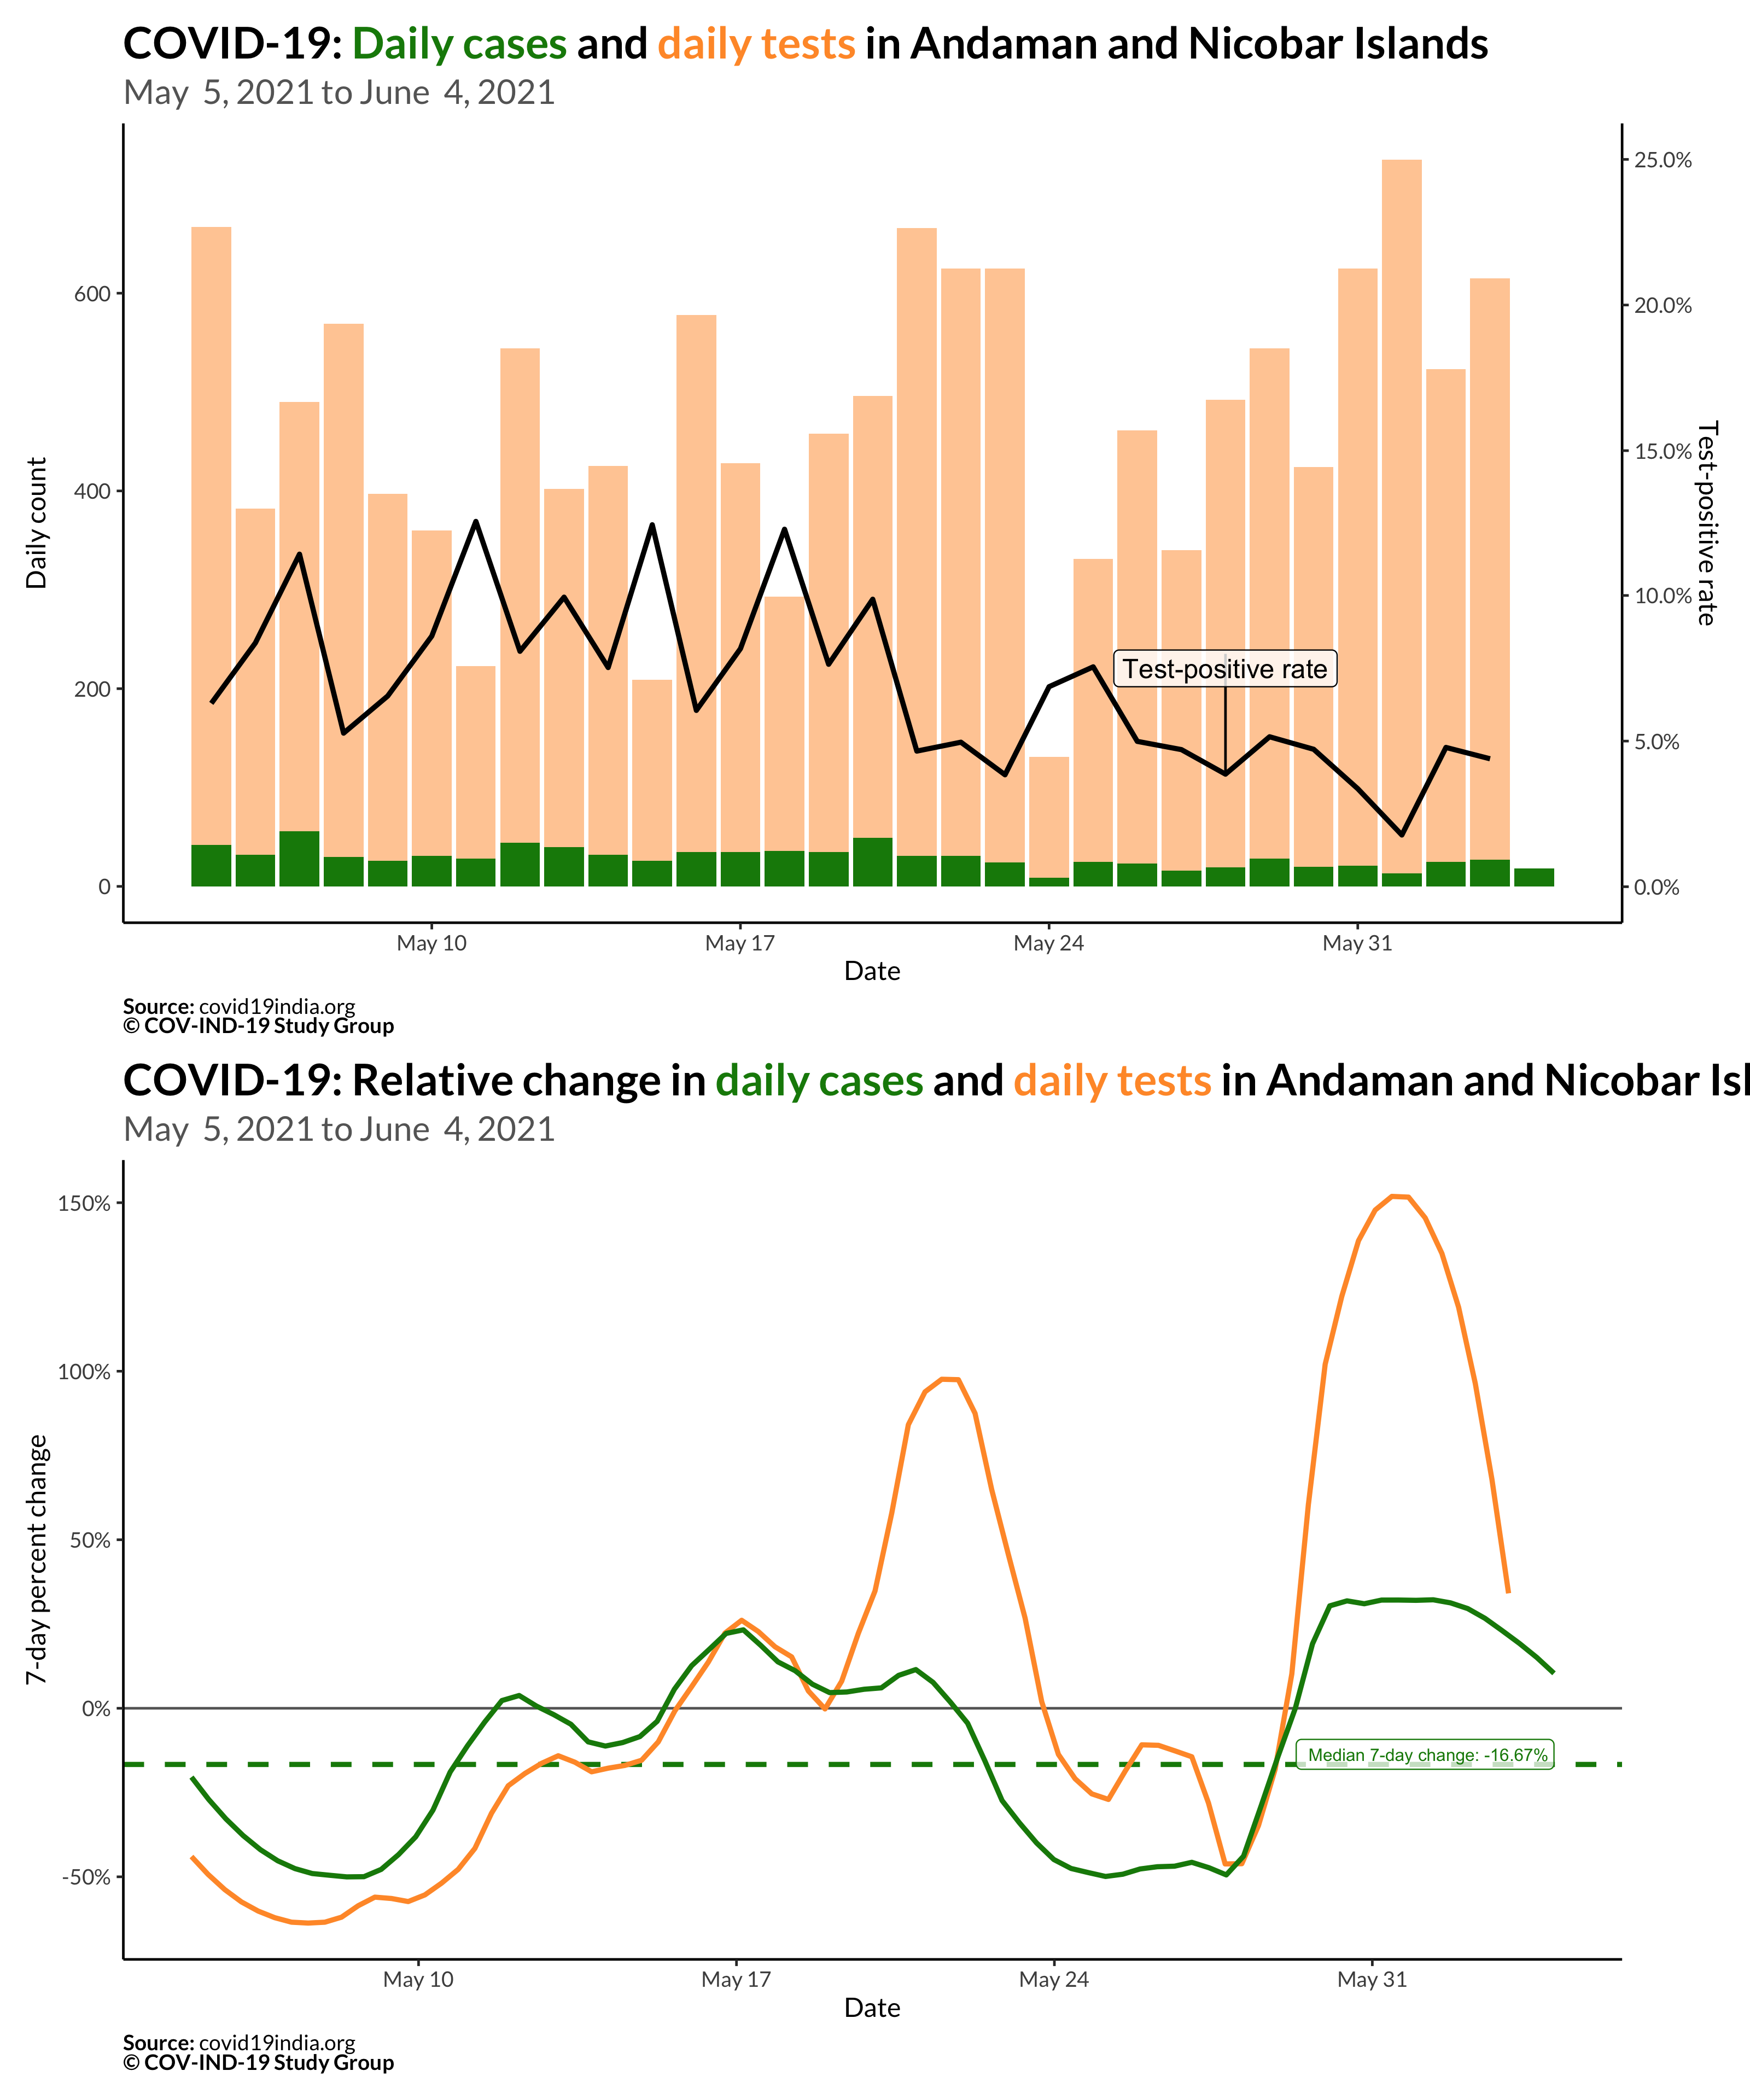 COVID-19: Daily cases and daily tests in Andaman and Nicobar Islands
May 5, 2021 to June 4, 2021
Daily count
600
400
200
0
25.0%
20.0%
15.0%
10.0%
5.0%
0.0%
Test-positive rate
Test-positive rate
May 10
May 17
May 24
May 31
Date
Source: covid19india.org
© COV-IND-19 Study Group
COVID-19: Relative change in daily cases and daily tests in Andaman and Nicobar Isl
May 5, 2021 to June 4, 2021
7-day percent change
150%
100%
50%
0%
-50%
Median 7-day change: -16.67%
May 10
May 17
May 24
May 31
Date
Source: covid19india.org
© COV-IND-19 Study Group